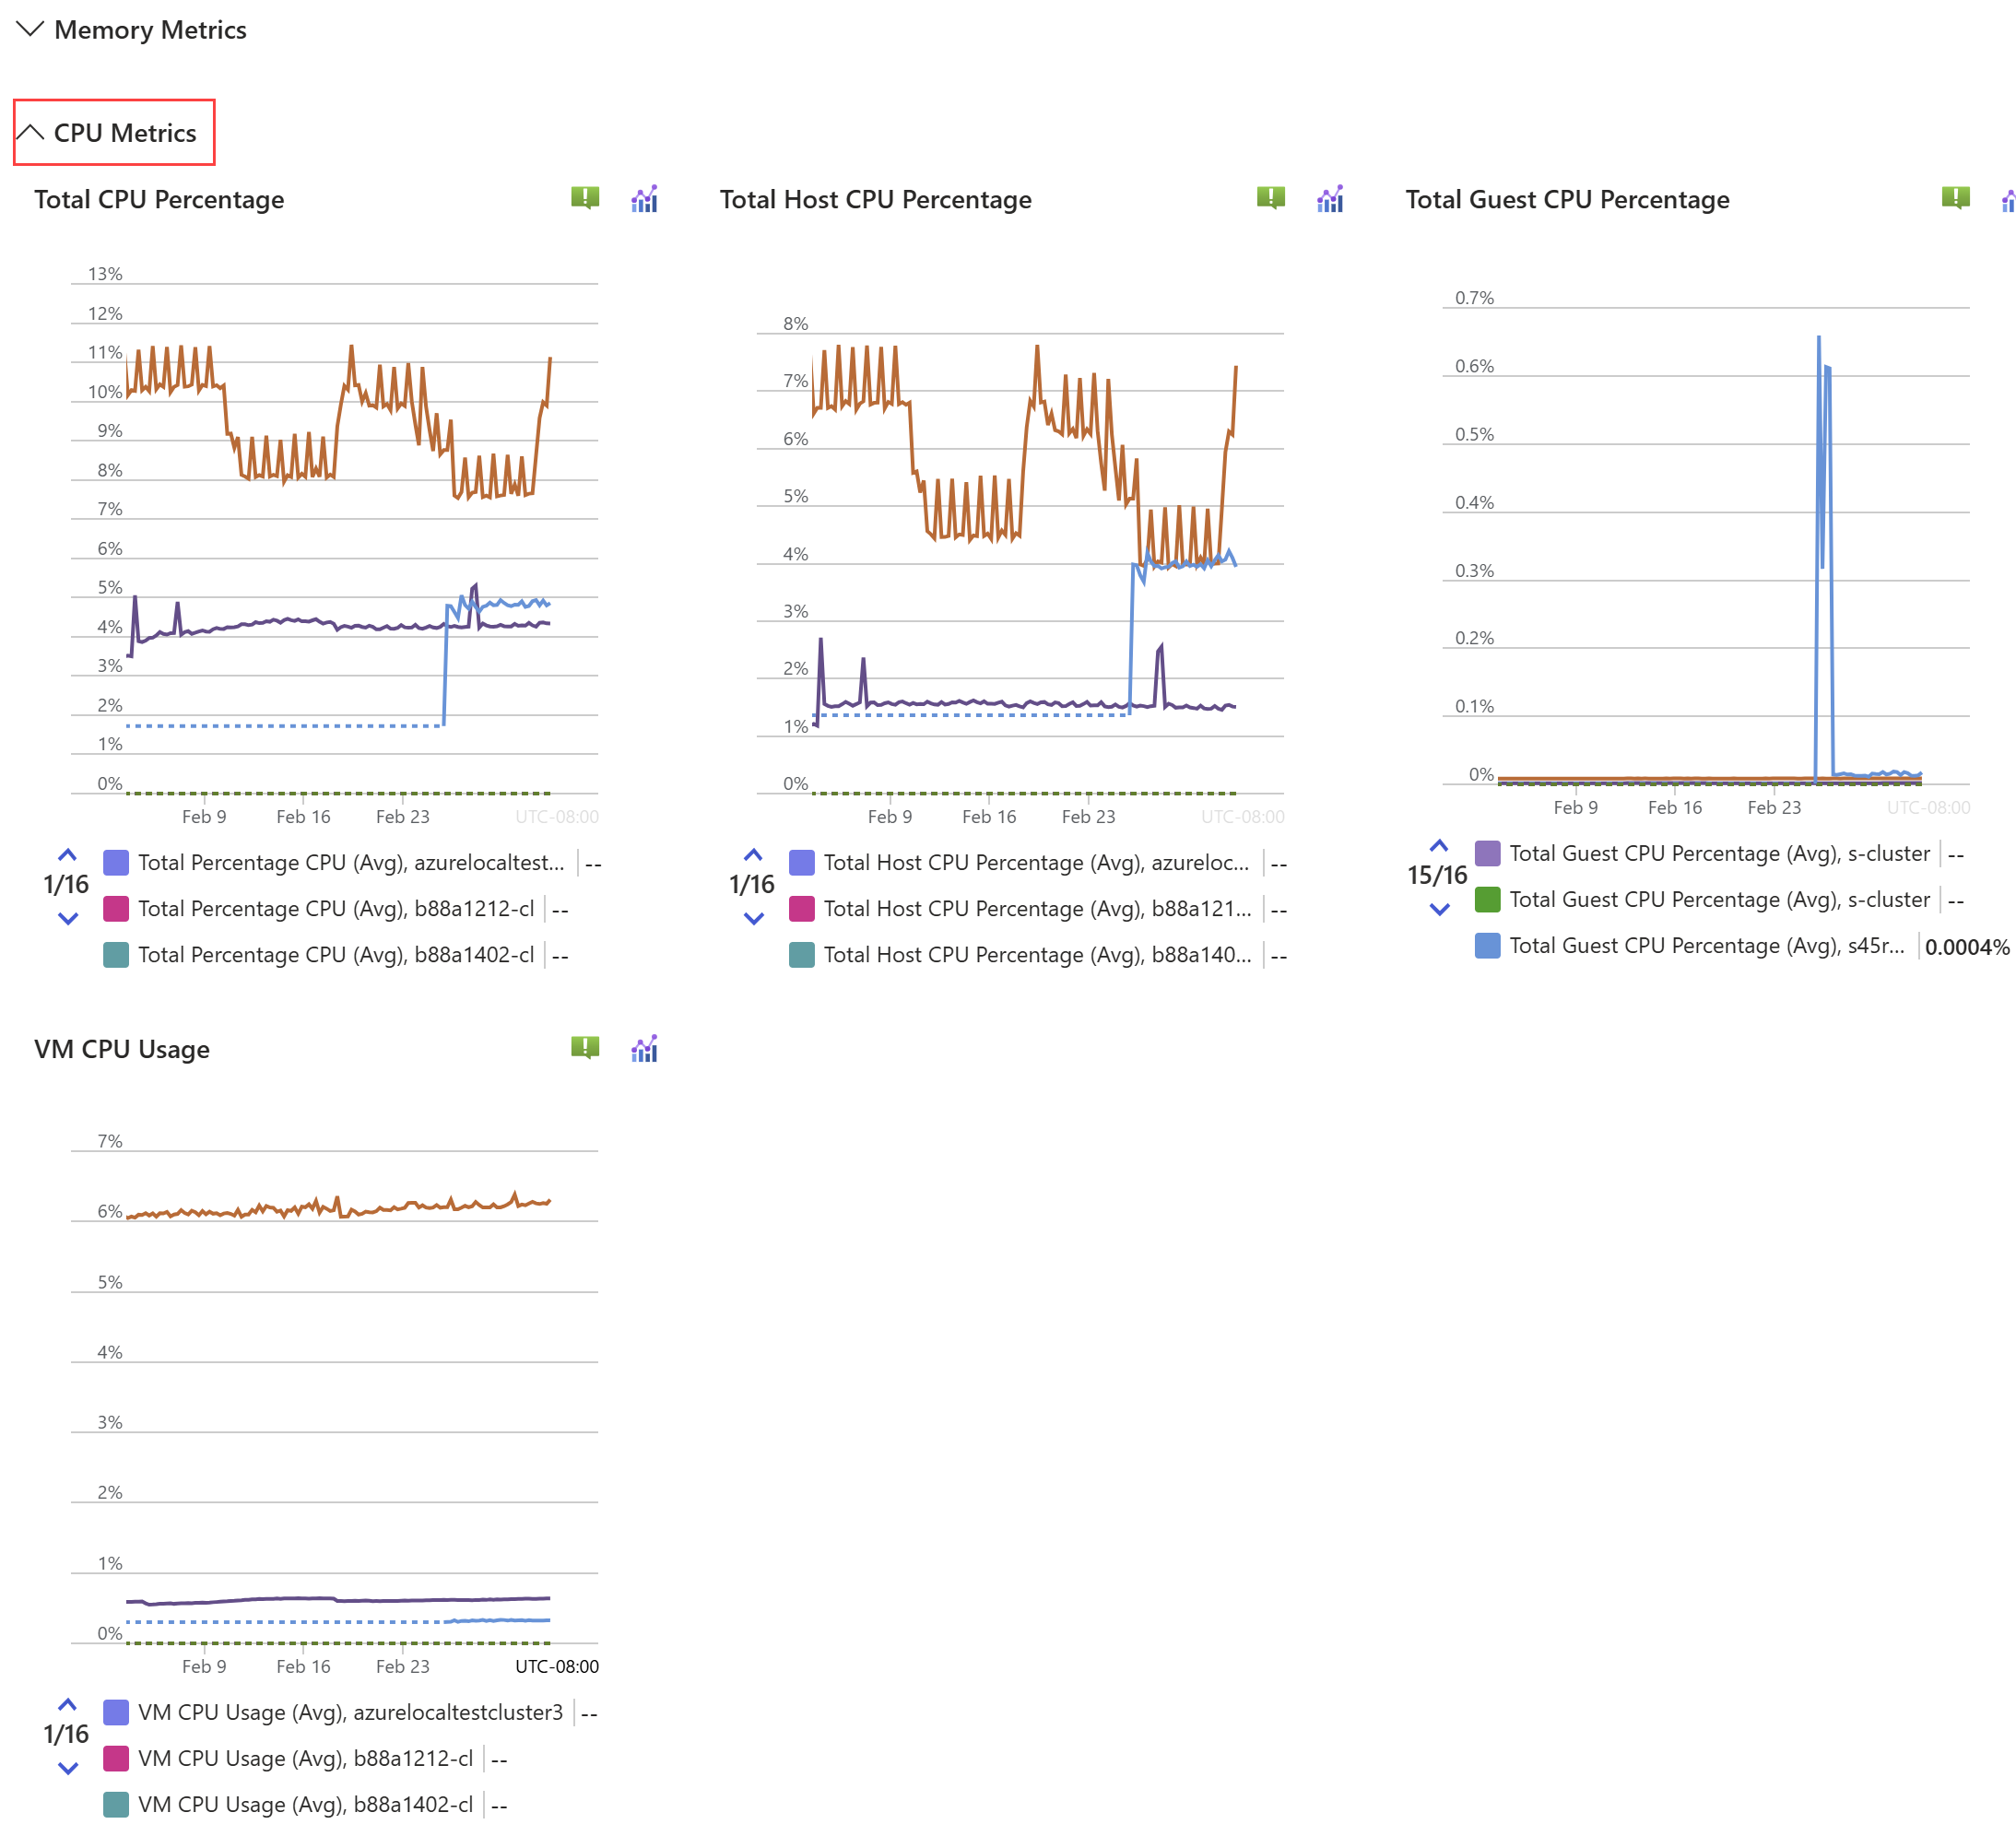 Memory Metrics
CPU Metrics
Total CPU Percentage
13%
12%
11%
10%
9%
8%
7%
6%
5%
4%
3%
2%
1%
0%
Feb 9 Feb 16 Feb 23 UTC-08:00
1/16
Total Percentage CPU (Avg), azurelocaltest... --
Total Percentage CPU (Avg), b88a1212-cl --
Total Percentage CPU (Avg), b88a1402-cl --
Total Host CPU Percentage
8%
7%
6%
5%
4%
3%
2%
1%
0%
Feb 9 Feb 16 Feb 23 UTC-08:00
1/16
Total Host CPU Percentage (Avg), azureloc... --
Total Host CPU Percentage (Avg), b88a121... --
Total Host CPU Percentage (Avg), b88a140... --
Total Guest CPU Percentage
0.7%
0.6%
0.5%
0.4%
0.3%
0.2%
0.1%
0%
Feb 9 Feb 16 Feb 23 UTC-08:00
15/16
Total Guest CPU Percentage (Avg), s-cluster --
Total Guest CPU Percentage (Avg), s-cluster --
Total Guest CPU Percentage (Avg), s45r... 0.0004%
VM CPU Usage
7%
6%
5%
4%
3%
2%
1%
0%
Feb 9 Feb 16 Feb 23 UTC-08:00
1/16
VM CPU Usage (Avg), azurelocaltestcluster3 --
VM CPU Usage (Avg), b88a1212-cl --
VM CPU Usage (Avg), b88a1402-cl --